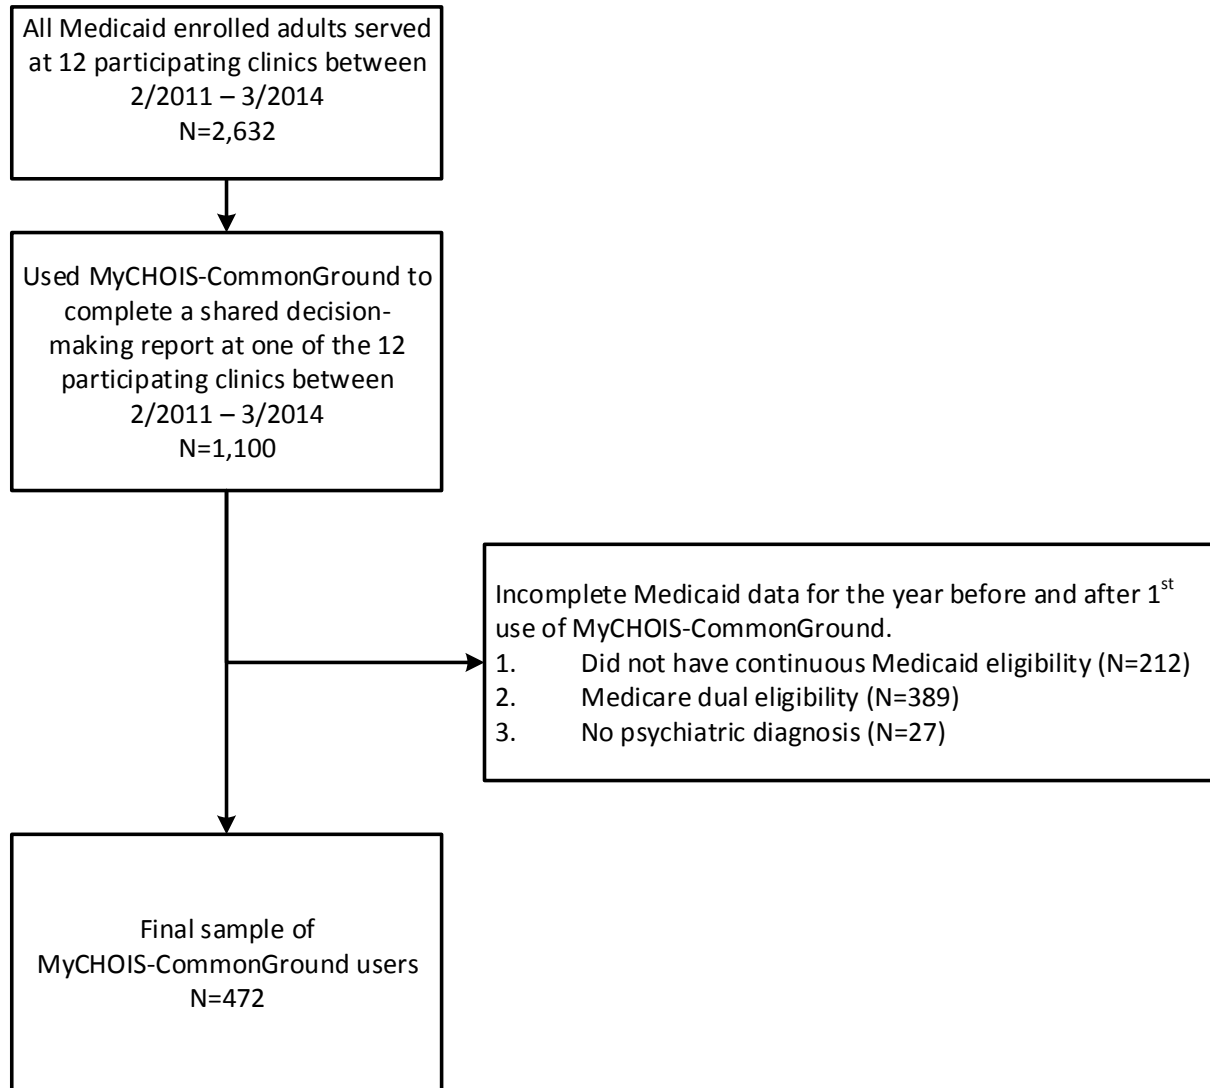 All Medicaid enrolled adults served
at 12 participating clinics between
2/2011 – 3/2014
N=2,632
Used MyCHOIS-CommonGround to
complete a shared decision-
making report at one of the 12
participating clinics between
2/2011 – 3/2014
N=1,100
Incomplete Medicaid data for the year before and after 1st
use of MyCHOIS-CommonGround.
1. Did not have continuous Medicaid eligibility (N=212)
2. Medicare dual eligibility (N=389)
3. No psychiatric diagnosis (N=27)
Final sample of
MyCHOIS-CommonGround users
N=472